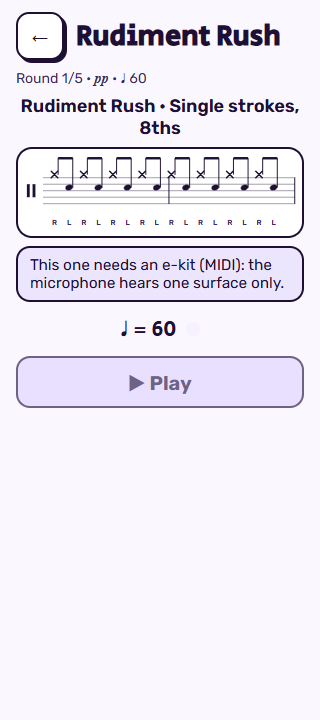 ← Rudiment Rush
Round 1/5 • pp • ♩ 60
Rudiment Rush • Single strokes,
8ths
R L R L R L R L R L R L R L R L
This one needs an e-kit (MIDI): the
microphone hears one surface only.
♩ = 60
▶ Play